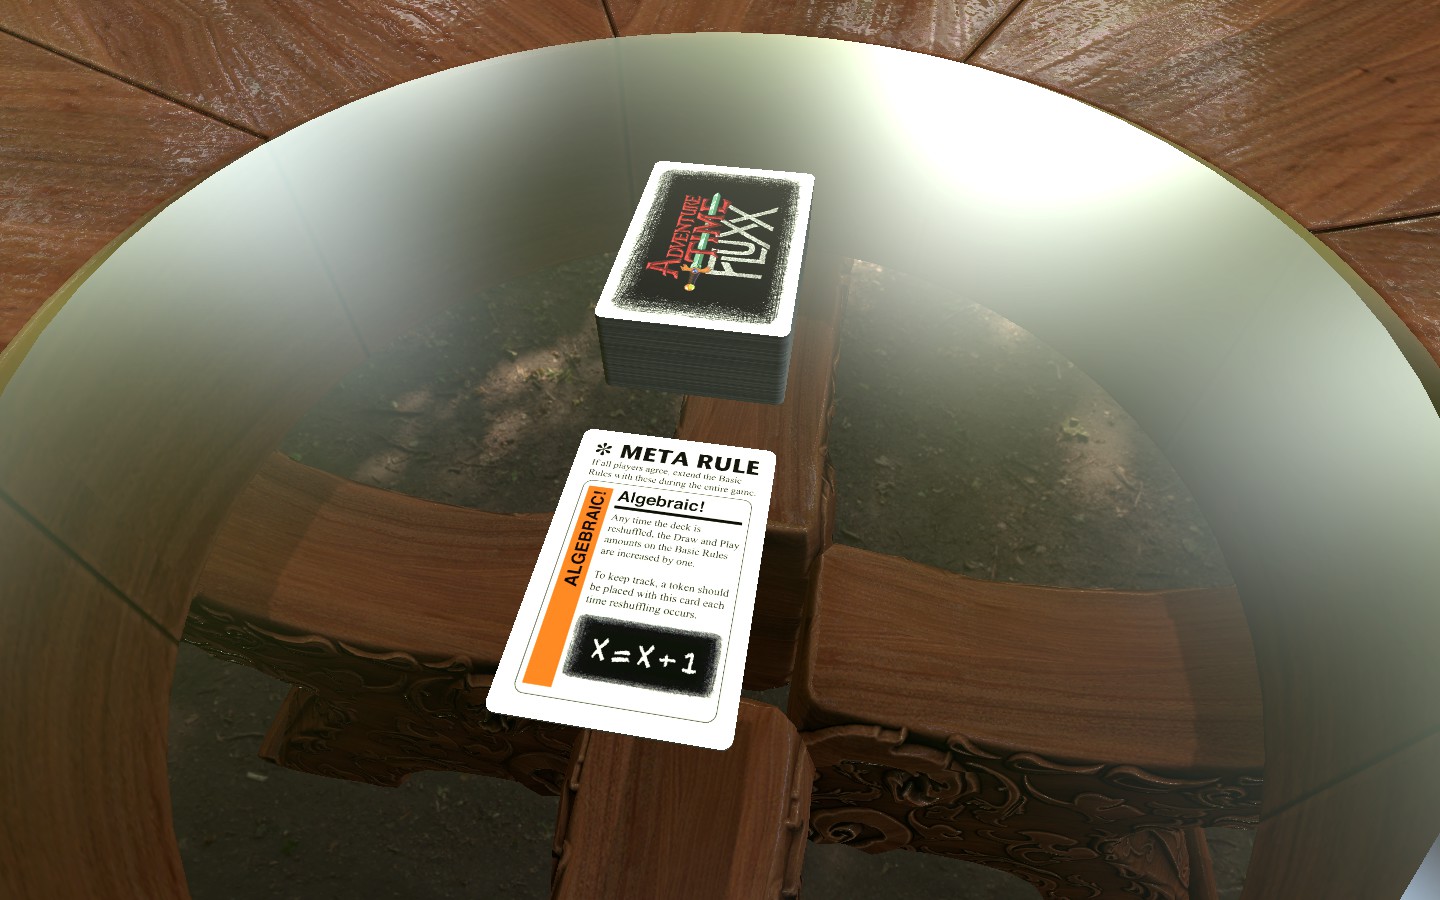 ADVENTURE
TIME
FLUXX
* META RULE
If all players agree, extend the Basic
Rules with these during the entire game.
ALGEBRAIC!
Algebraic!
Any time the deck is
reshuffled, the Draw and Play
amounts on the Basic Rules
are increased by one.
To keep track, a token should
be placed with this card each
time reshuffling occurs.
X=X+1